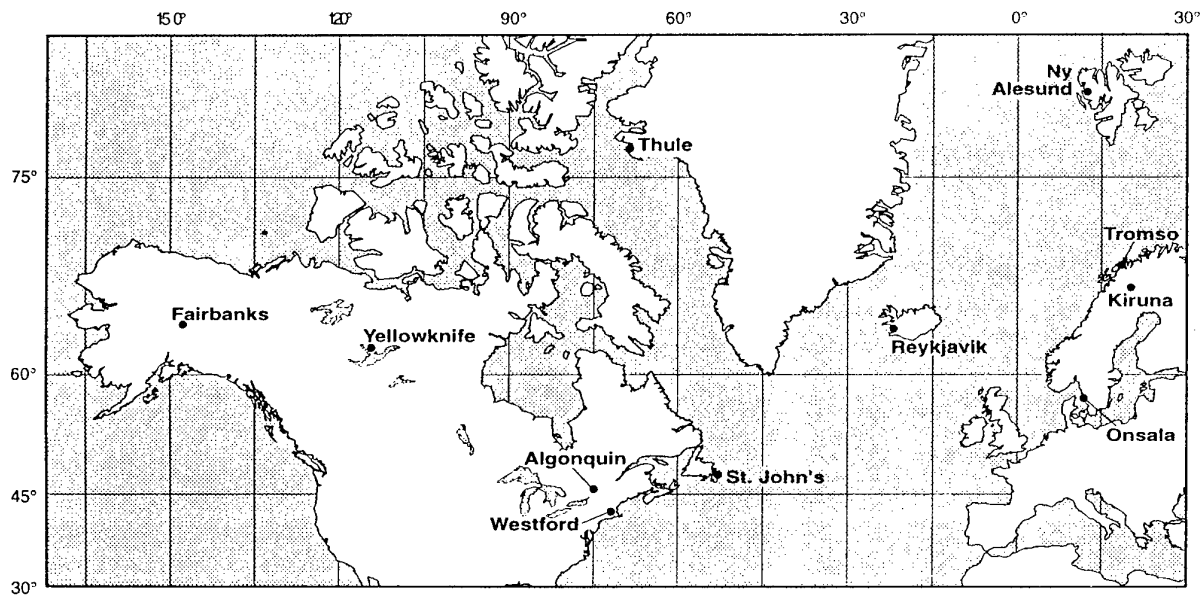 150° 120° 90° 60° 30° 0° 30°
Ny
Alesund
Thule
75°
Tromso
Kiruna
Fairbanks
Yellowknife
Reykjavik
60°
Onsala
Algonquin
St. John's
45°
Westford
30°